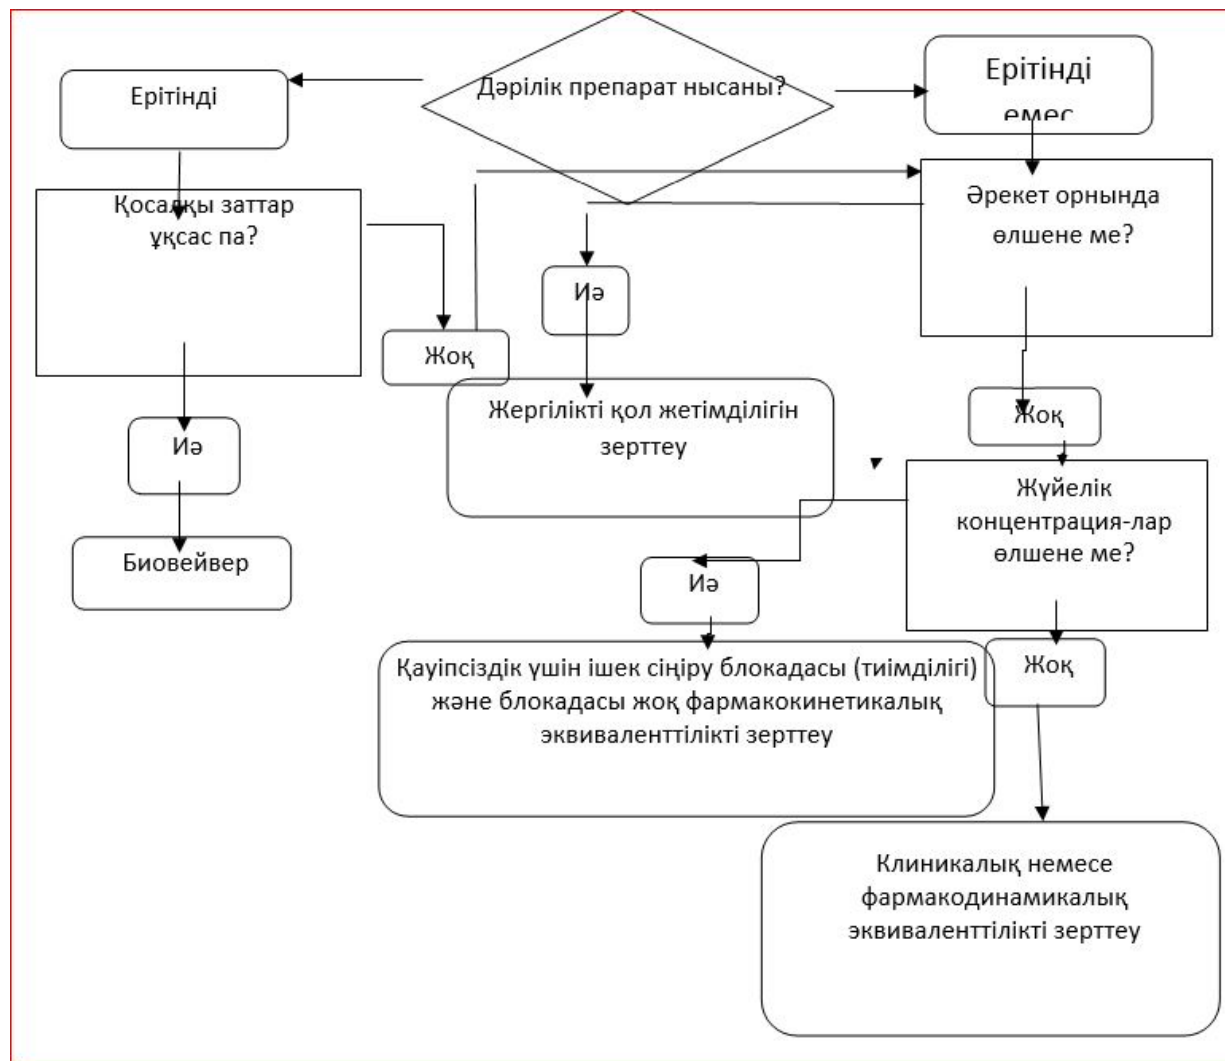 Дәрілік препарат нысаны?
Ерітінді
Ерітінді
емес
Қосалқы заттар
ұқсас па?
Әрекет орнында
өлшене ме?
Иә
Жоқ
Жергілікті қол жетімділігін
зерттеу
Жоқ
Иә
Биовейвер
Жүйелік
концентрация-лар
өлшене ме?
Иә
Қауіпсіздік үшін ішек сіңіру блокадасы (тиімділігі)
және блокадасы жоқ фармакокинетикалық
эквиваленттілікті зерттеу
Жоқ
Клиникалық немесе
фармакодинамикалық
эквиваленттілікті зерттеу